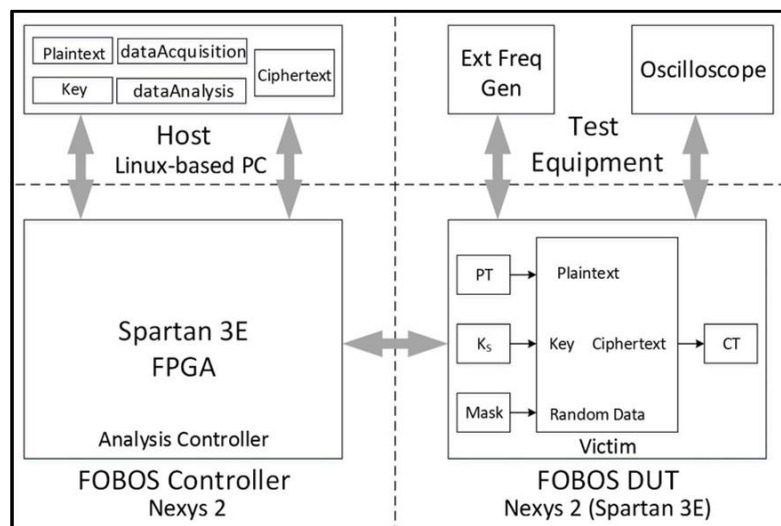 Plaintext
dataAcquisition
Ciphertext
Key
dataAnalysis
Host
Linux-based PC
Ext Freq
Gen
Oscilloscope
Test
Equipment
Spartan 3E
FPGA
Analysis Controller
FOBOS Controller
Nexys 2
PT
Plaintext
Ks
Key
Ciphertext
CT
Mask
Random Data
Victim
FOBOS DUT
Nexys 2 (Spartan 3E)